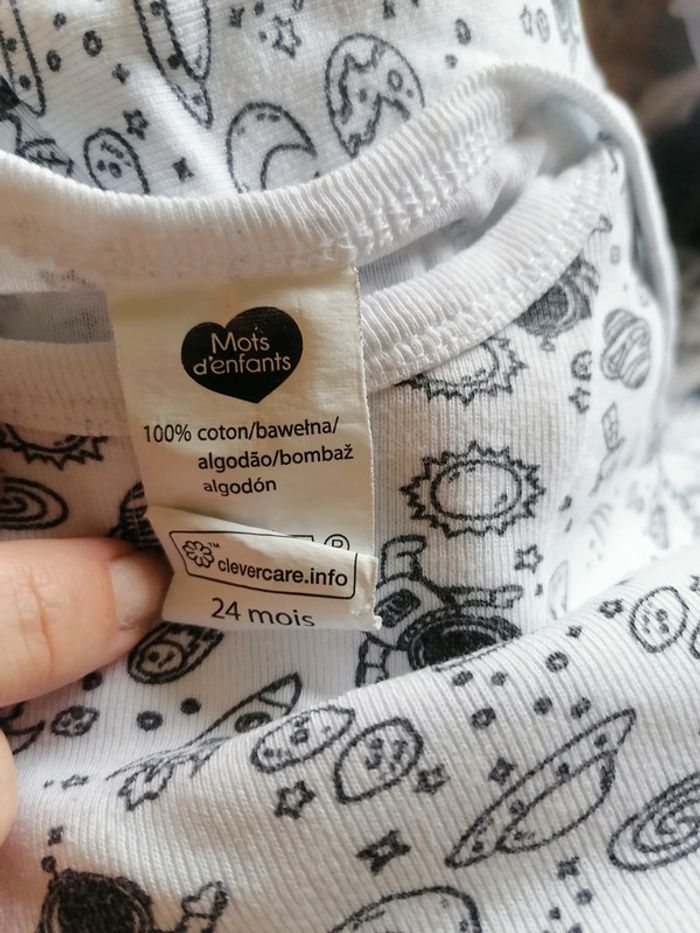 Mots
d'enfants
100% coton/bawełna/
algodão/bombaž
algodón
clevercare.info
24 mois